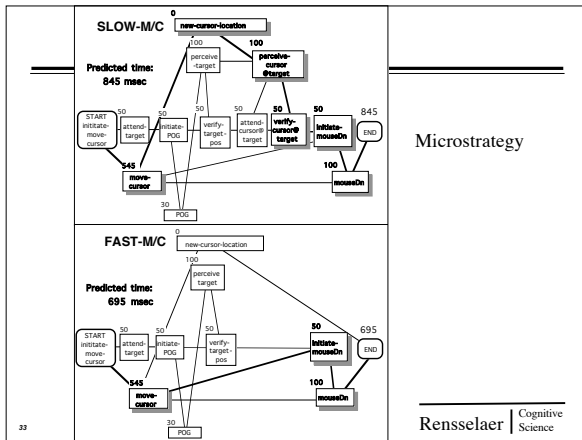 0
SLOW-M/C
new-cursor-location
100
100
perceive
-target
perceive-
cursor
@target
Predicted time:
845 msec
50
50
50
50
50
50
845
START
inititate-
move-
cursor
attend-
target
initiate-
POG
verify-
target-
pos
attend-
cursor@
target
verify-
cursor@
target
initiate-
mouseDn
END
545
move-
cursor
100
mouseDn
30
POG
Microstrategy
0
FAST-M/C
new-cursor-location
100
perceive
target
Predicted time:
695 msec
50
50
50
50
695
START
inititate-
move-
cursor
attend-
target
initiate-
POG
verify-
target-
pos
initiate-
mouseDn
END
545
move-
cursor
100
mouseDn
30
POG
33
Rensselaer
Cognitive
Science